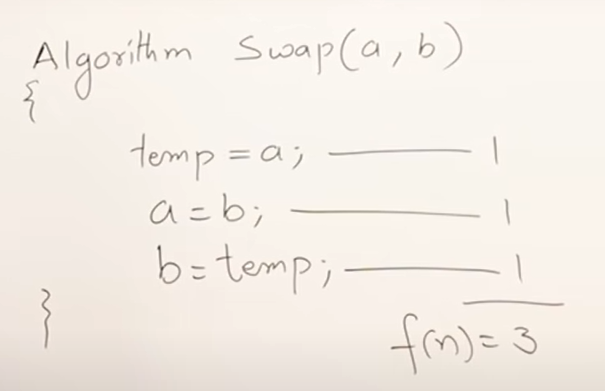 Algorithm Swap(a, b)
{
temp = a; ——— 1
a = b; ——— 1
b = temp; ——— 1
}
f(n) = 3